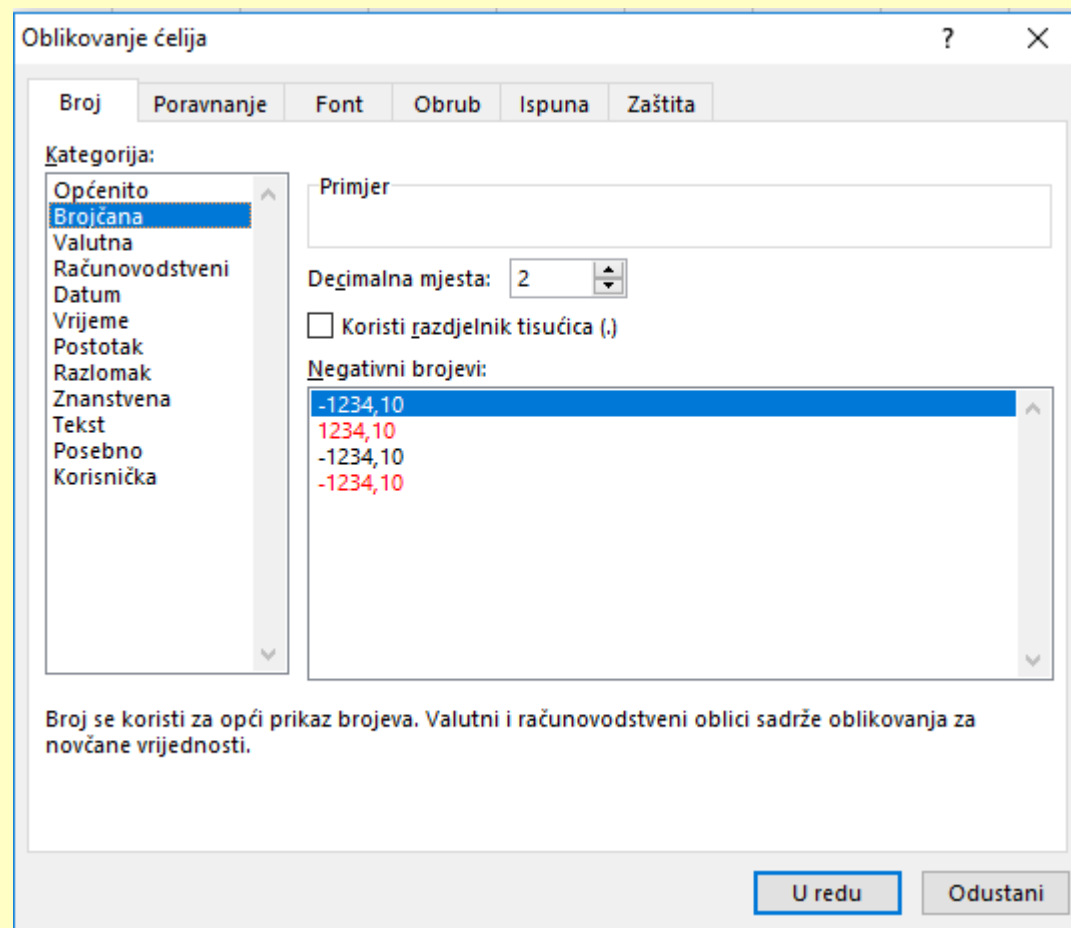 Oblikovanje ćelija
?
Broj
Poravnanje
Font
Obrub
Ispuna
Zaštita
Kategorija:
Općenito
Brojčana
Valutna
Računovodstveni
Datum
Vrijeme
Postotak
Razlomak
Znanstvena
Tekst
Posebno
Korisnička
Primjer
Decimalna mjesta:
2
Koristi razdjelnik tisućica (.)
Negativni brojevi:
-1234,10
1234,10
-1234,10
-1234,10
Broj se koristi za opći prikaz brojeva. Valutni i računovodstveni oblici sadrže oblikovanja za
novčane vrijednosti.
U redu
Odustani